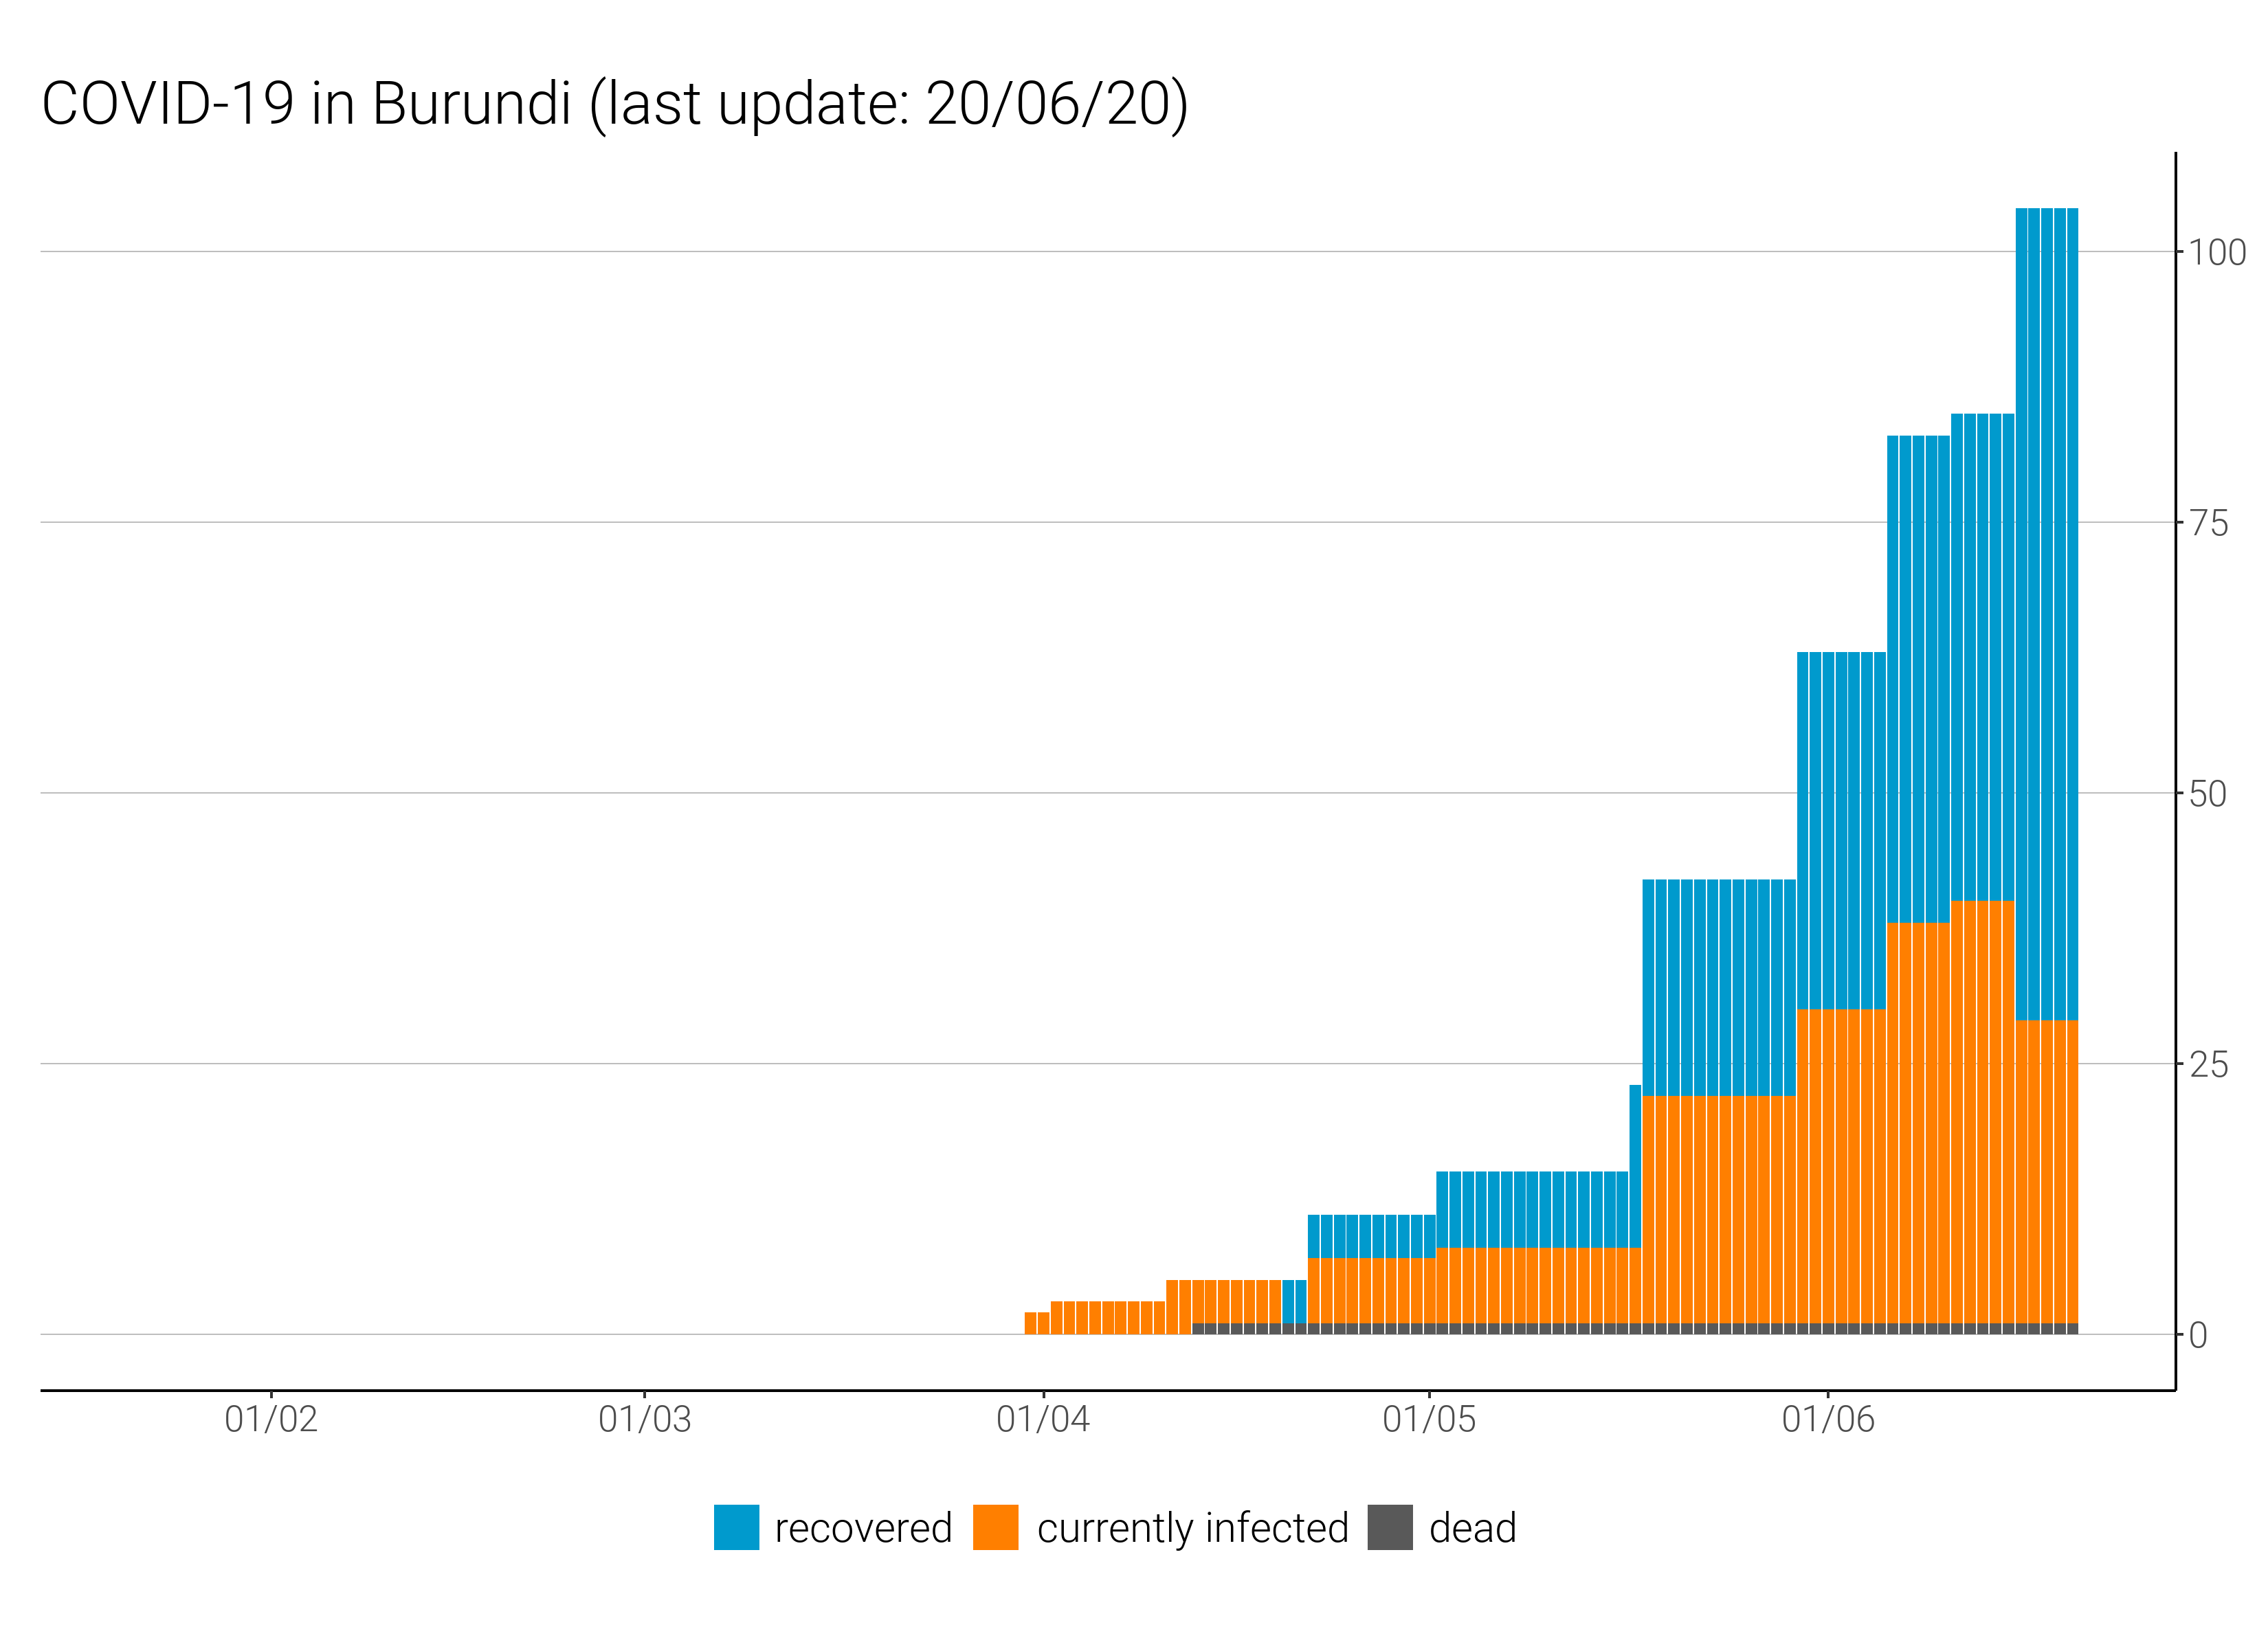 COVID-19 in Burundi (last update: 20/06/20)
100
75
50
25
0
01/02 01/03 01/04 01/05 01/06
recovered currently infected dead